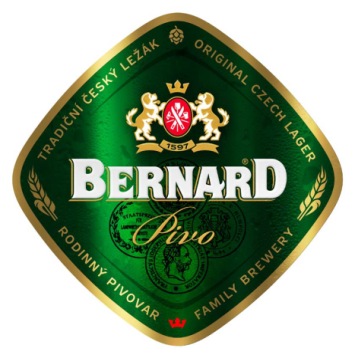 TRADIČNÍ ČESKÝ LEŽÁK
ORIGINAL CZECH LAGER
1597
BERNARD®
Pivo
RODINNÝ PIVOVAR
FAMILY BREWERY